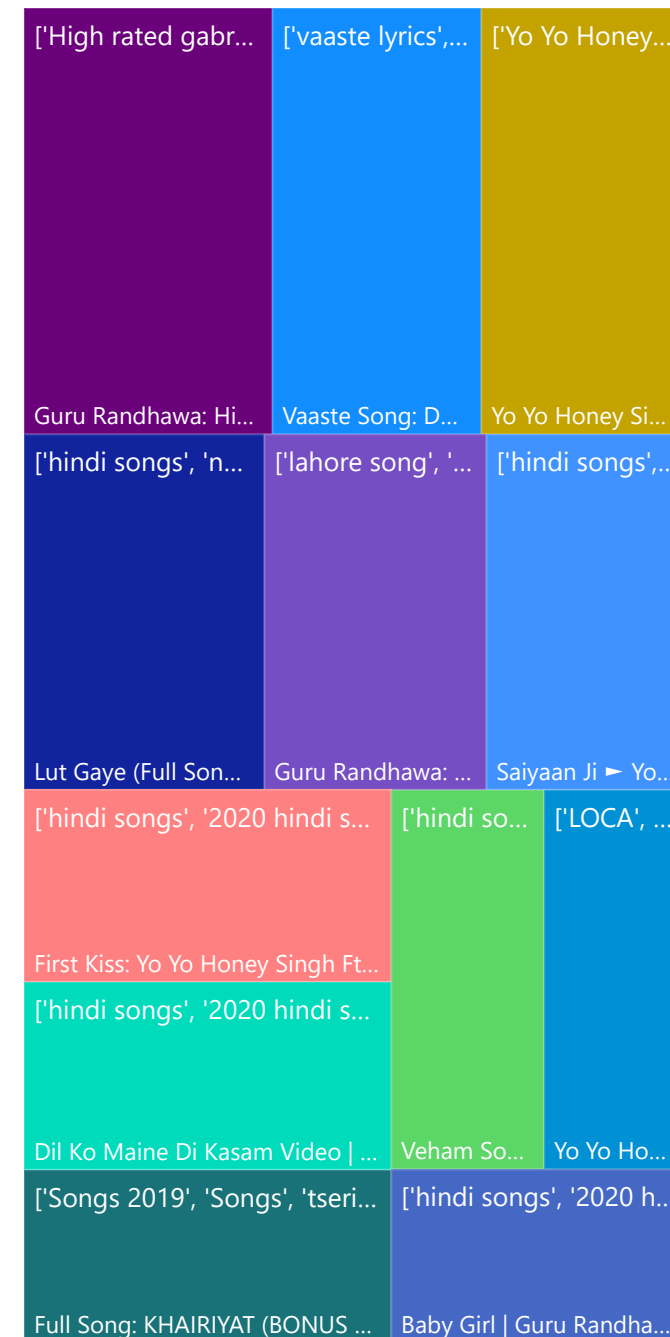 ['High rated gabr...
['vaaste lyrics',...
['Yo Yo Honey...
Guru Randhawa: Hi...
Vaaste Song: D...
Yo Yo Honey Si...
['hindi songs', 'n...
['lahore song', '...
['hindi songs',...
Lut Gaye (Full Son...
Guru Randhawa: ...
Saiyaan Ji ► Yo...
['hindi songs', '2020 hindi s...
['hindi so...
['LOCA', ...
First Kiss: Yo Yo Honey Singh Ft...
['hindi songs', '2020 hindi s...
Dil Ko Maine Di Kasam Video | ...
Veham So...
Yo Yo Ho...
['Songs 2019', 'Songs', 'tseri...
['hindi songs', '2020 h...
Full Song: KHAIRIYAT (BONUS ...
Baby Girl | Guru Randha...